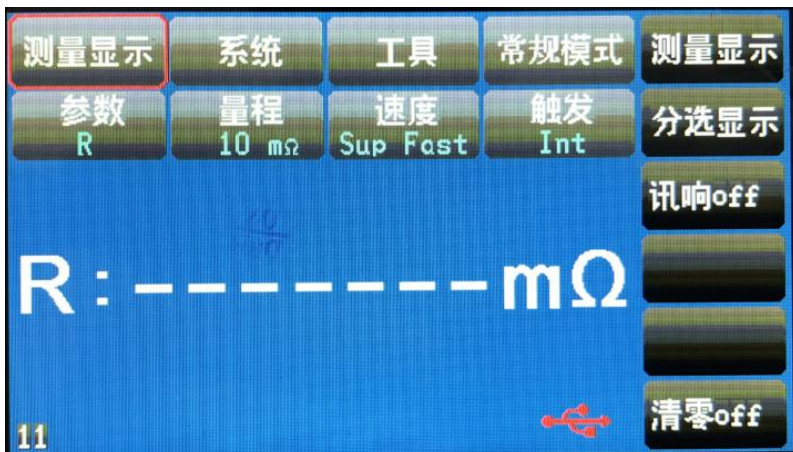 测量显示 系统 工具 常规模式 测量显示
参数 量程 速度 触发 分选显示
R 10 mΩ Sup Fast Int
讯响off
R:-------mΩ
清零off
11